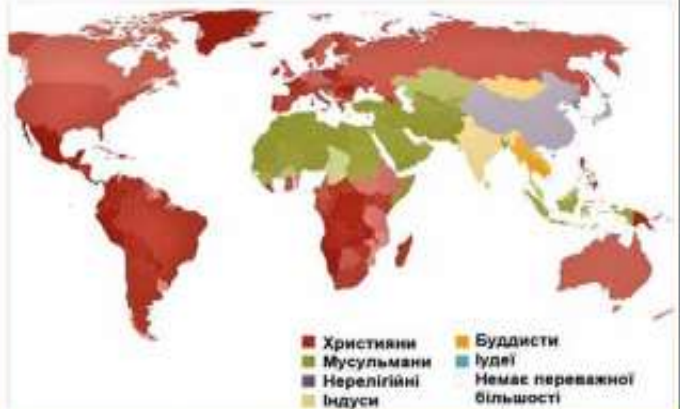 Християни
Мусульмани
Нерелігійні
Індуси
Буддисти
Іудеї
Немає переважної
більшості